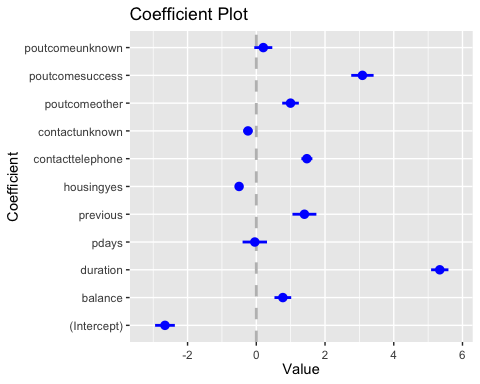 Coefficient Plot
poutcomeunknown
poutcomesuccess
poutcomeother
contactunknown
contacttelephone
housingyes
previous
pdays
duration
balance
(Intercept)
Coefficient
-2 0 2 4 6
Value